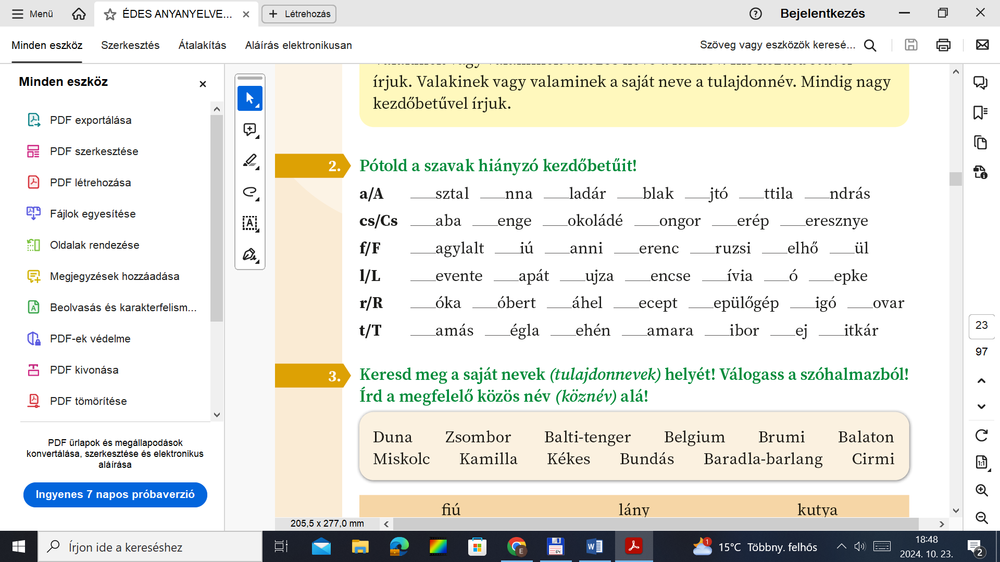 Menü
ÉDES ANYANYELVE...
Létrehozás
Bejelentkezés
Minden eszköz
Szerkesztés
Átalakítás
Aláírás elektronikusan
Szöveg vagy eszközök keresé...
Minden eszköz
PDF exportálása
PDF szerkesztése
PDF létrehozása
Fájlok egyesítése
Oldalak rendezése
Megjegyzések hozzáadása
Beolvasás és karakterfelism...
PDF-ek védelme
PDF kivonása
PDF tömörítése
PDF űrlapok és megállapodások
konvertálása, szerkesztése és elektronikus
aláírása
Ingyenes 7 napos próbaverzió
írjuk. Valakinek vagy valaminek a saját neve a tulajdonnév. Mindig nagy
kezdőbetűvel írjuk.
2. Pótold a szavak hiányzó kezdőbetűit!
a/A ___sztal ___nna ___ladár ___blak ___jtó ___ttila ___ndrás
cs/Cs ___aba ___enge ___okoládé ___ongor ___erép ___eresznye
f/F ___agylalt ___iú ___anni ___erenc ___ruzsi ___elhő ___ül
l/L ___evente ___apát ___ujza ___encse ___ívia ___ó ___epke
r/R ___óka ___óbert ___áhel ___ecept ___epülőgép ___igó ___ovar
t/T ___amás ___égla ___ehén ___amara ___ibor ___ej ___itkár
3. Keresd meg a saját nevek (tulajdonnevek) helyét! Válogass a szóhalmazból!
Írd a megfelelő közös név (köznév) alá!
Duna Zsombor Balti-tenger Belgium Brumi Balaton
Miskolc Kamilla Kékes Bundás Baradla-barlang Cirmi
fiú lány kutya
205,5 x 277,0 mm
23
97
1:1
Írjon ide a kereséshez
E
64
W
1
15°C Többny. felhős
18:48
2024. 10. 23.
2